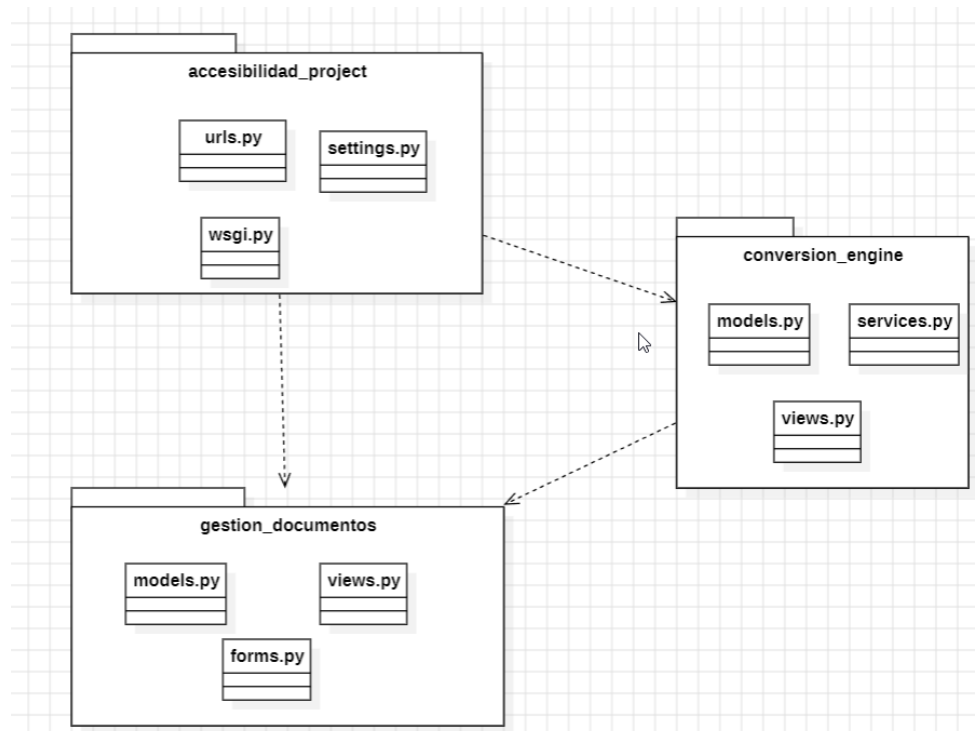 accesibilidad_project
urls.py
settings.py
wsgi.py
conversion_engine
models.py
services.py
views.py
gestion_documentos
models.py
views.py
forms.py